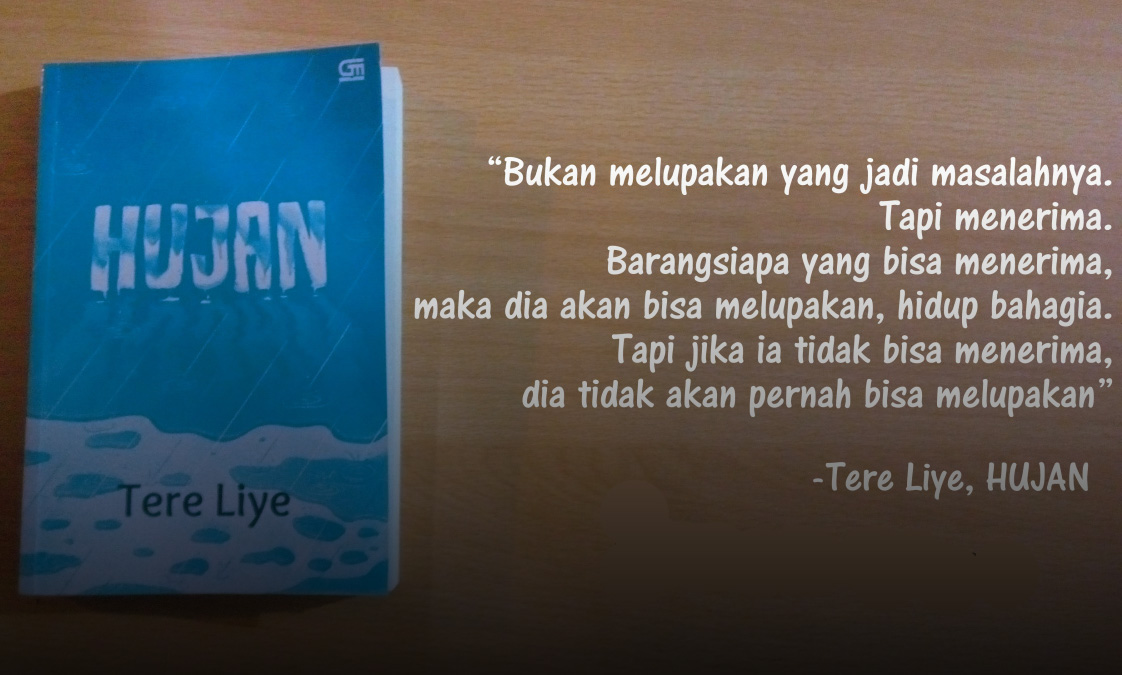 HUJAN
Tere Liye
“Bukan melupakan yang jadi masalahnya.
Tapi menerima.
Barangsiapa yang bisa menerima,
maka dia akan bisa melupakan, hidup bahagia.
Tapi jika ia tidak bisa menerima,
dia tidak akan pernah bisa melupakan”
-Tere Liye, HUJAN